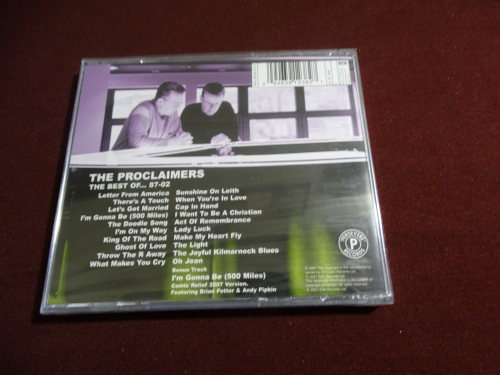 THE PROCLAIMERS
THE BEST OF... 87-02
Letter From America
There's A Touch
Let's Get Married
I'm Gonna Be (500 Miles)
The Doodle Song
I'm On My Way
King Of The Road
Ghost Of Love
Throw The R Away
What Makes You Cry
Sunshine On Leith
When You're In Love
Cap In Hand
I Want To Be A Christian
Act Of Remembrance
Lady Luck
Make My Heart Fly
The Light
The Joyful Kilmarnock Blues
Oh Jean
Bonus Track
I'm Gonna Be (500 Miles)
Comic Relief 2007 Version.
Featuring Brian Potter & Andy Pipkin
PERSEVERE
P
RECORDS